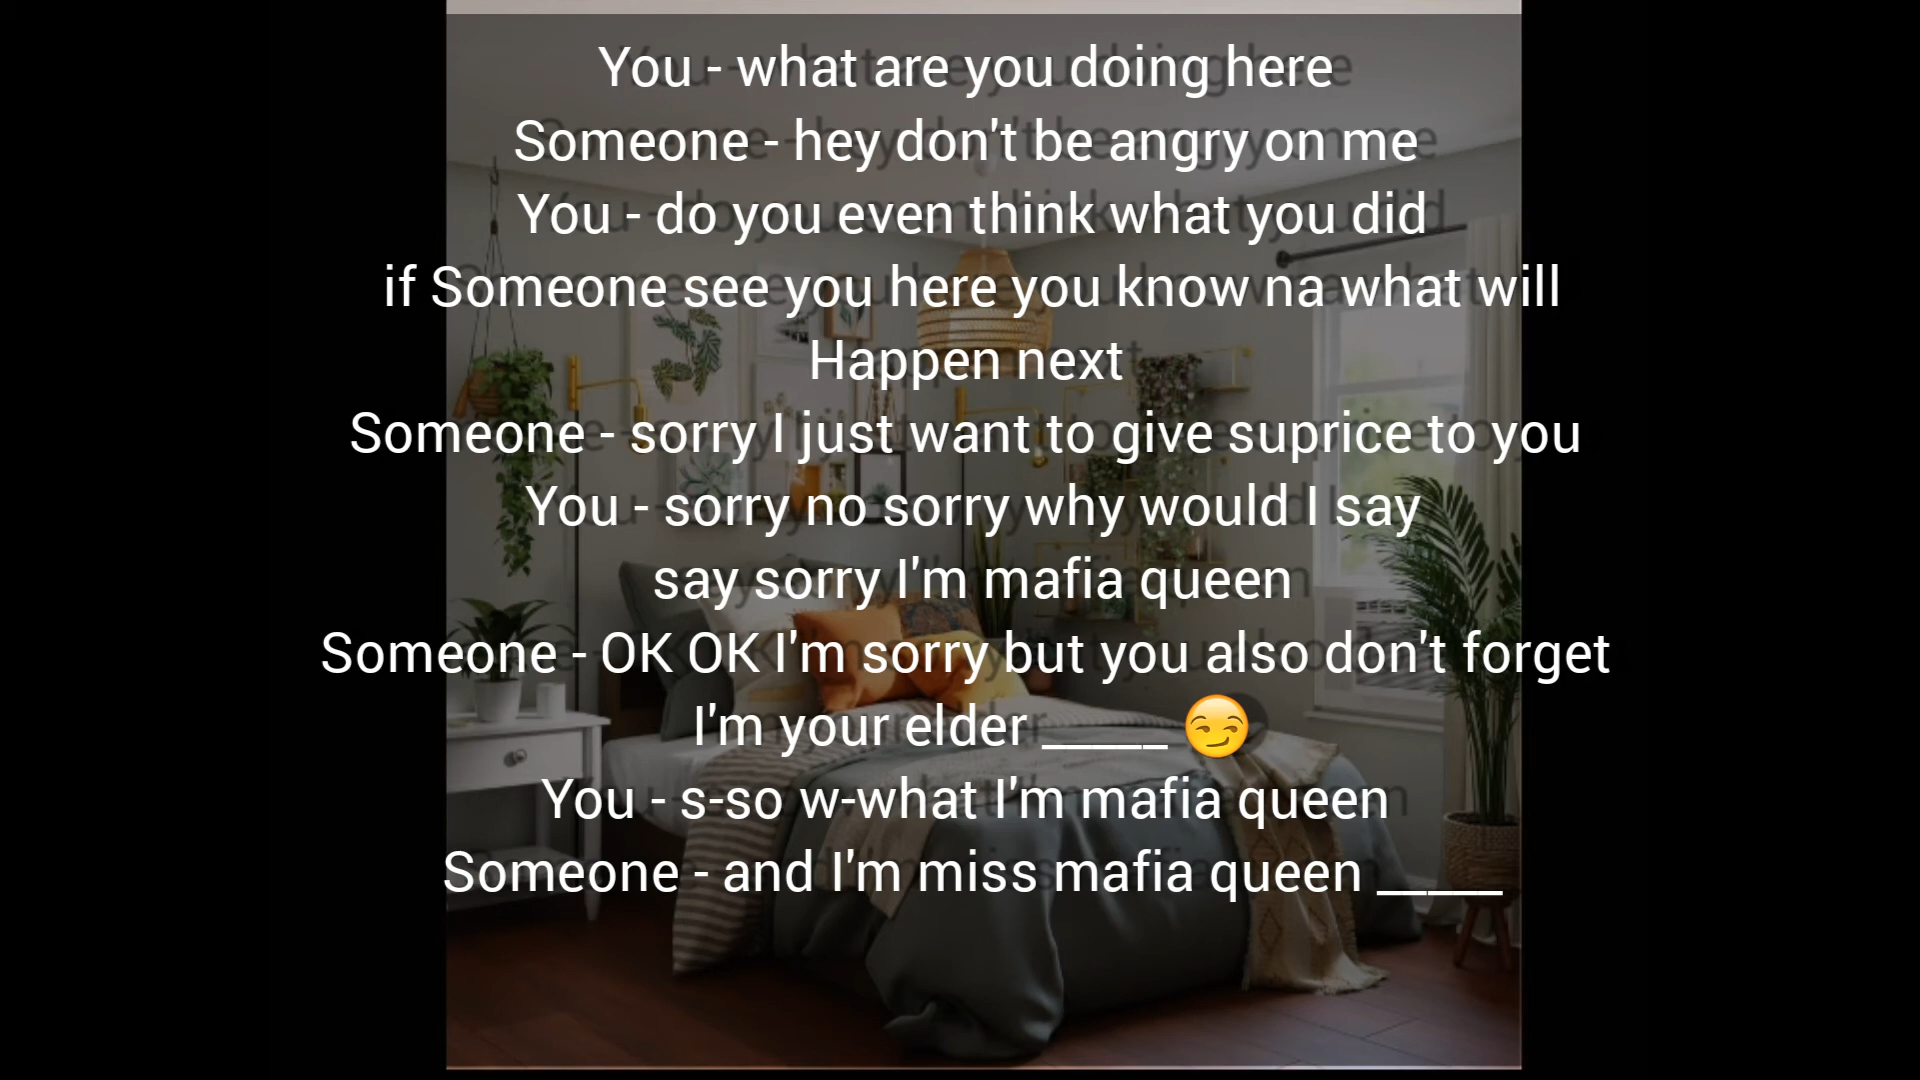 You - what are you doing here
Someone - hey don't be angry on me
You - do you even think what you did
if Someone see you here you know na what will
Happen next
Someone - sorry I just want to give suprice to you
You - sorry no sorry why would I say
say sorry I'm mafia queen
Someone - OK OK I'm sorry but you also don't forget
I'm your elder _____ 😏
You - s-so w-what I'm mafia queen
Someone - and I'm miss mafia queen _____